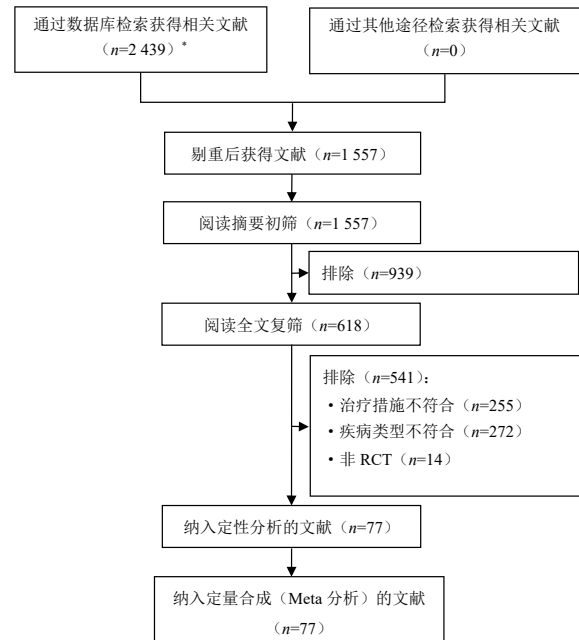 通过数据库检索获得相关文献
（n=2 439）*
通过其他途径检索获得相关文献
（n=0）
剔重后获得文献（n=1 557）
阅读摘要初筛（n=1 557）
排除（n=939）
阅读全文复筛（n=618）
排除（n=541）：
·治疗措施不符合（n=255）
·疾病类型不符合（n=272）
·非 RCT（n=14）
纳入定性分析的文献（n=77）
纳入定量合成（Meta 分析）的文献
（n=77）